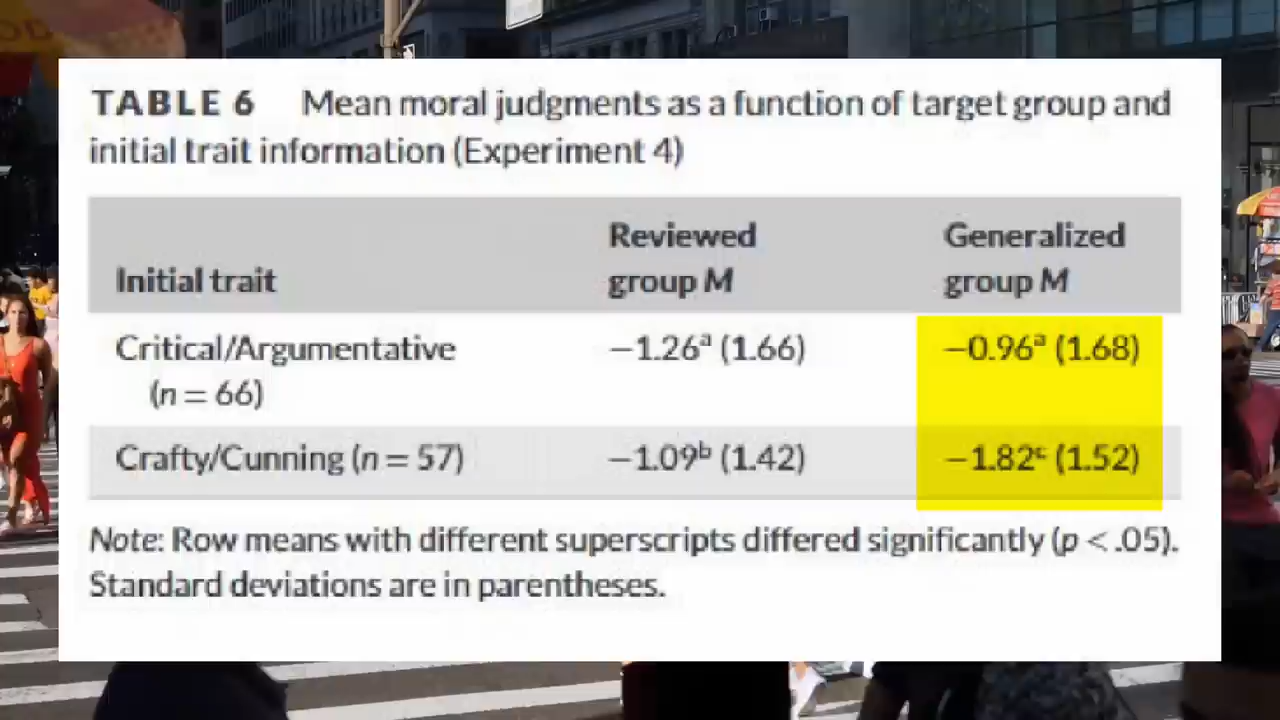 TABLE 6 Mean moral judgments as a function of target group and
initial trait information (Experiment 4)
Initial trait Reviewed group M Generalized group M
Critical/Argumentative −1.26ᵃ (1.66) −0.96ᵃ (1.68)
(n = 66)
Crafty/Cunning (n = 57) −1.09ᵇ (1.42) −1.82ᶜ (1.52)
Note: Row means with different superscripts differed significantly (p < .05).
Standard deviations are in parentheses.